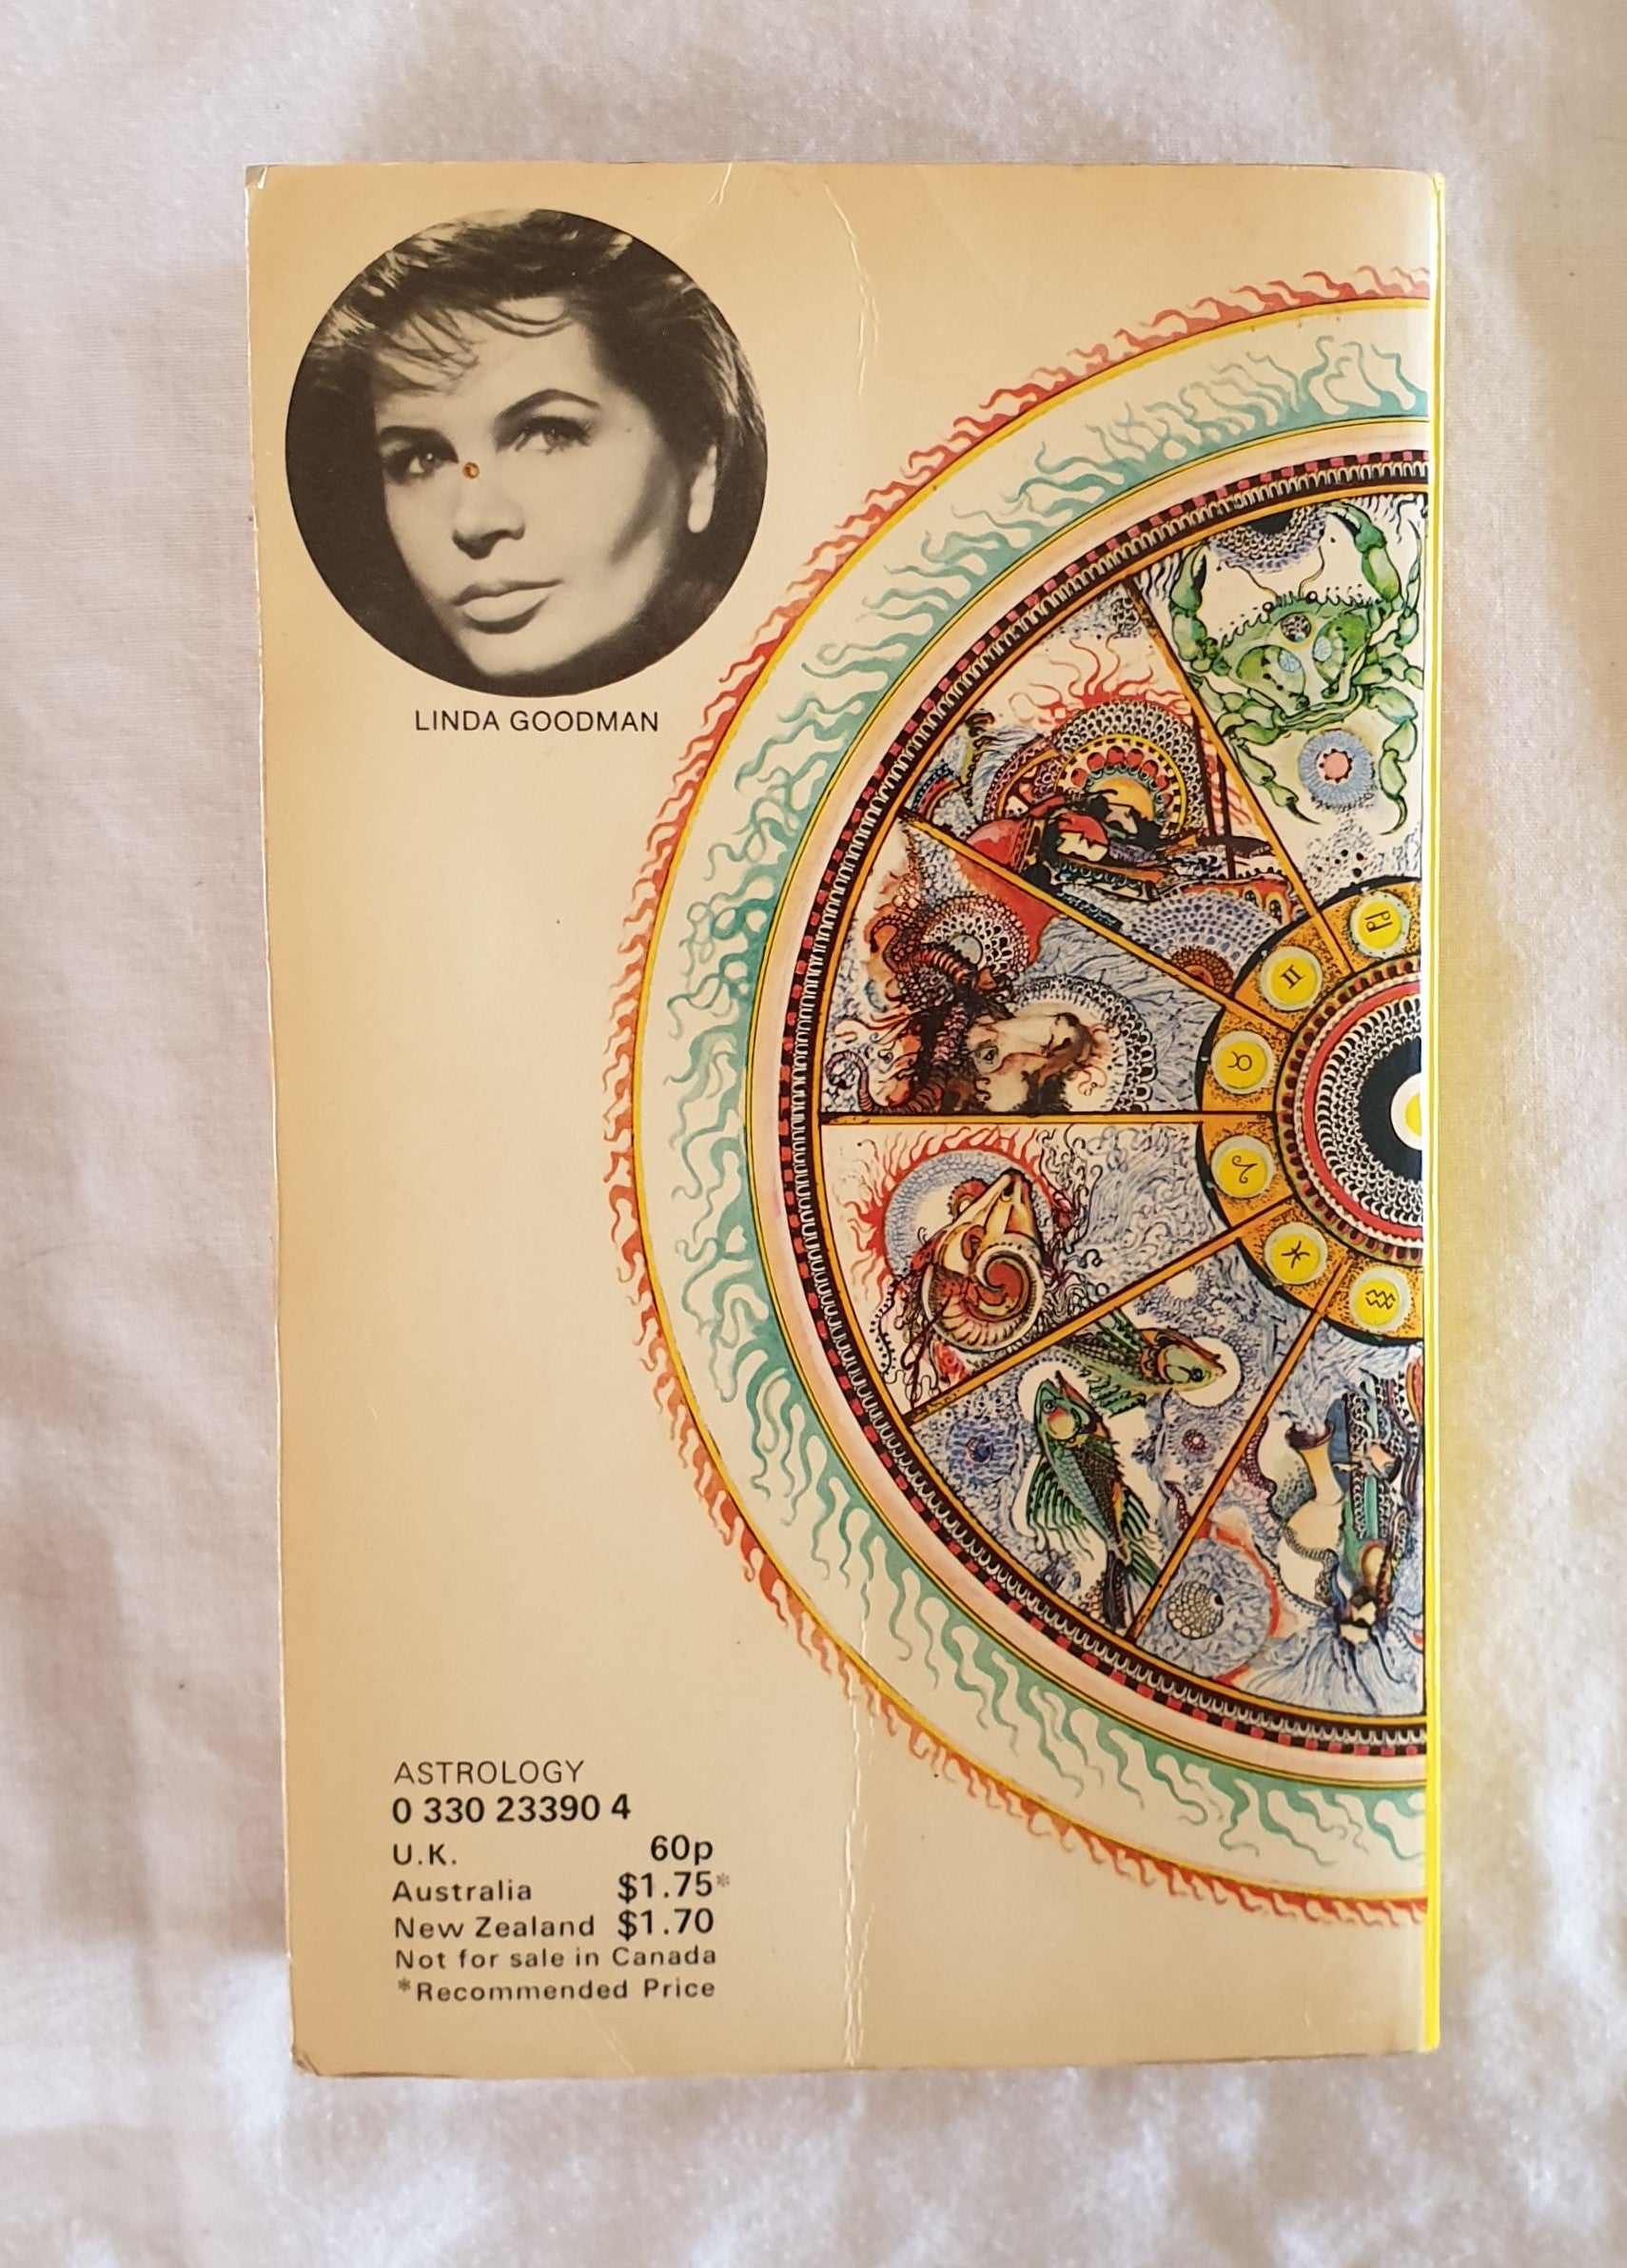 LINDA GOODMAN
ASTROLOGY
0 330 23390 4
U.K. 60p
Australia $1.75*
New Zealand $1.70
Not for sale in Canada
*Recommended Price